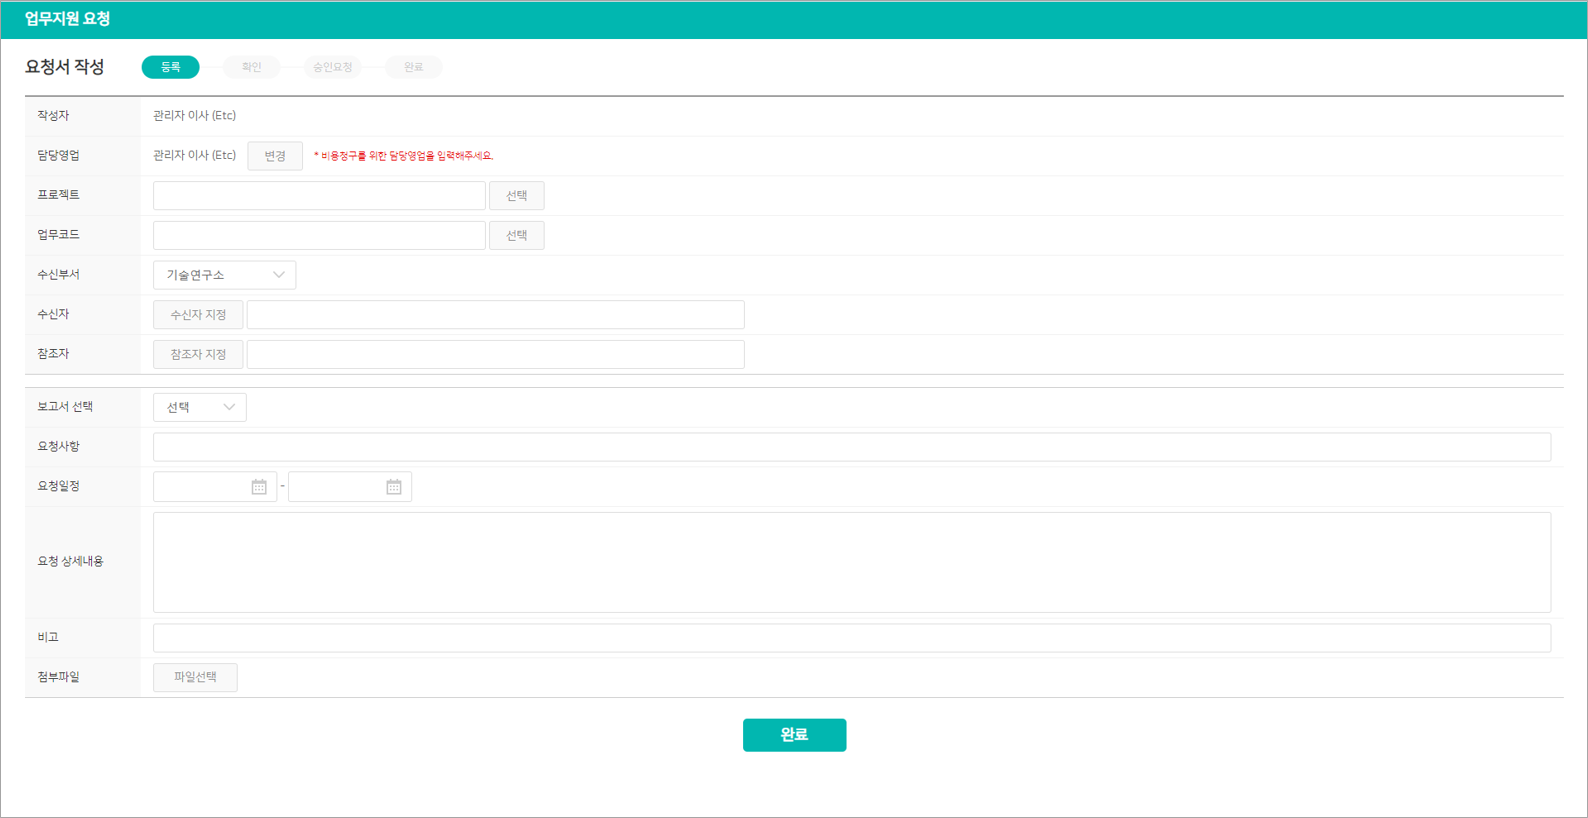 업무지원 요청
요청서 작성 등록 확인 승인요정 완료
작성자 관리자 이사 (Etc)
담당영업 관리자 이사 (Etc) 변경 * 비용청구를 위한 담당영업을 입력해주세요.
프로젝트 선택
업무코드 선택
수신부서 기술연구소
수신자 수신자 지정
참조자 참조자 지정
보고서 선택 선택
요청사항
요청일정 -
요청 상세내용
비고
첨부파일 파일선택
완료